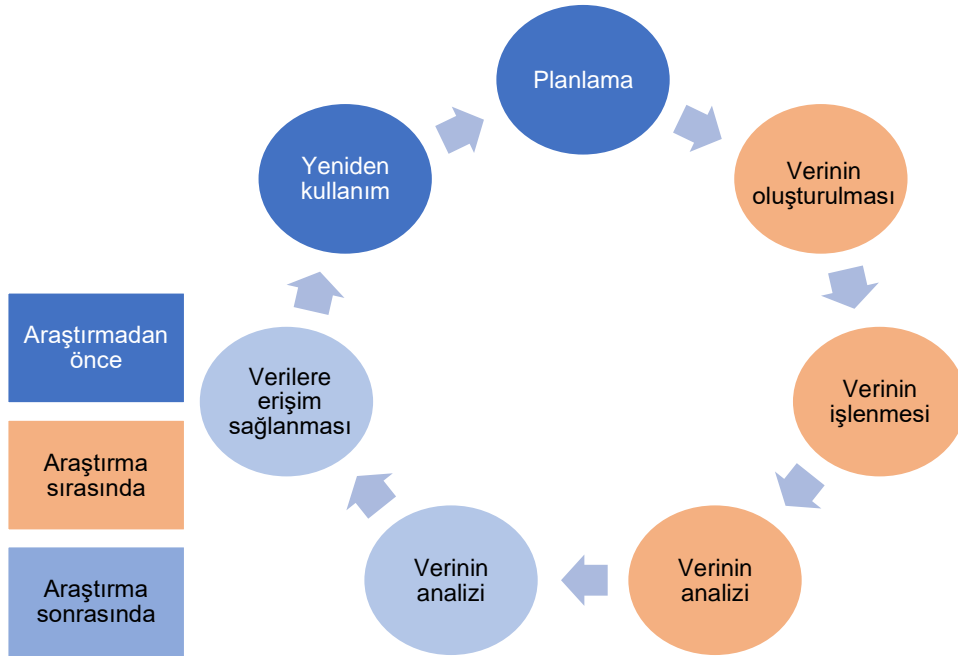 Planlama
Verinin
oluşturulması
Verinin
işlenmesi
Verinin
analizi
Verinin
analizi
Verilere
erişim
sağlanması
Yeniden
kullanım
Araştırmadan
önce
Araştırma
sırasında
Araştırma
sonrasında